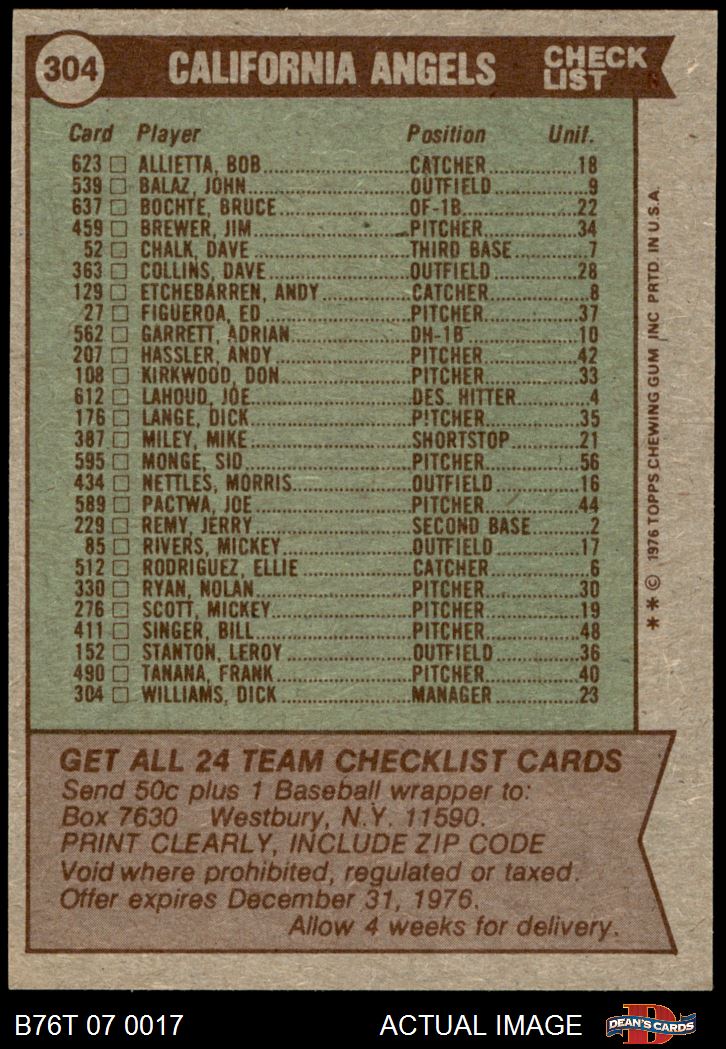 304 CALIFORNIA ANGELS CHECK LIST
Card Player Position Unif.
623 ALLIETTA, BOB CATCHER 18
539 BALAZ, JOHN OUTFIELD 9
637 BOCHTE, BRUCE OF-1B 22
459 BREWER, JIM PITCHER 34
52 CHALK, DAVE THIRD BASE 7
363 COLLINS, DAVE OUTFIELD 28
129 ETCHEBARREN, ANDY CATCHER 8
27 FIGUEROA, ED PITCHER 37
562 GARRETT, ADRIAN DH-1B 10
207 HASSLER, ANDY PITCHER 42
108 KIRKWOOD, DON PITCHER 33
612 LAHOUD, JOE DES. HITTER 4
176 LANGE, DICK PITCHER 35
387 MILEY, MIKE SHORTSTOP 21
595 MONGE, SID PITCHER 56
434 NETTLES, MORRIS OUTFIELD 16
589 PACTWA, JOE PITCHER 44
229 REMY, JERRY SECOND BASE 2
85 RIVERS, MICKEY OUTFIELD 17
512 RODRIGUEZ, ELLIE CATCHER 6
330 RYAN, NOLAN PITCHER 30
276 SCOTT, MICKEY PITCHER 19
411 SINGER, BILL PITCHER 48
152 STANTON, LEROY OUTFIELD 36
490 TANANA, FRANK PITCHER 40
304 WILLIAMS, DICK MANAGER 23
**© 1976 TOPPS CHEWING GUM INC PRTD IN U.S.A.
GET ALL 24 TEAM CHECKLIST CARDS
Send 50c plus 1 Baseball wrapper to:
Box 7630 Westbury, N.Y. 11590.
PRINT CLEARLY, INCLUDE ZIP CODE
Void where prohibited, regulated or taxed.
Offer expires December 31, 1976.
Allow 4 weeks for delivery.
B76T 07 0017 ACTUAL IMAGE D DEAN'S CARDS